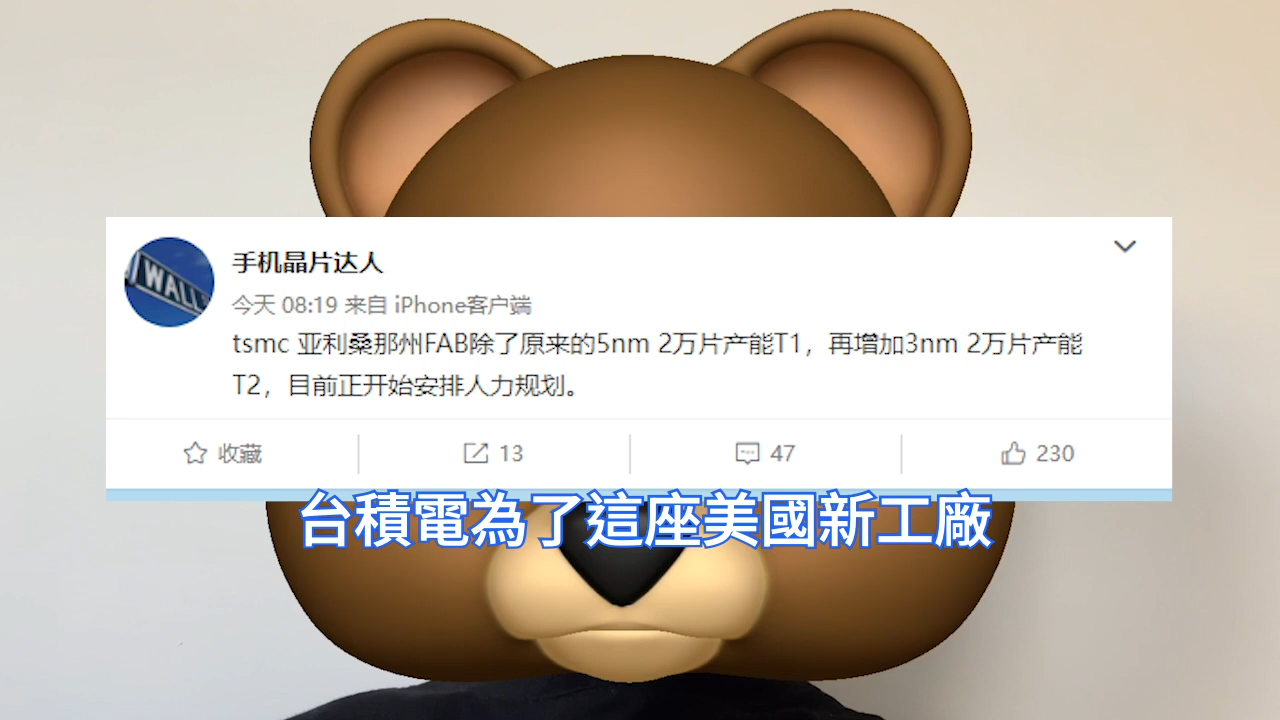 WALL
手机晶片达人
今天 08:19 来自 iPhone客户端
tsmc 亚利桑那州FAB除了原来的5nm 2万片产能T1，再增加3nm 2万片产能
T2，目前正开始安排人力规划。
收藏 13 47 230
台積電為了這座美國新工廠